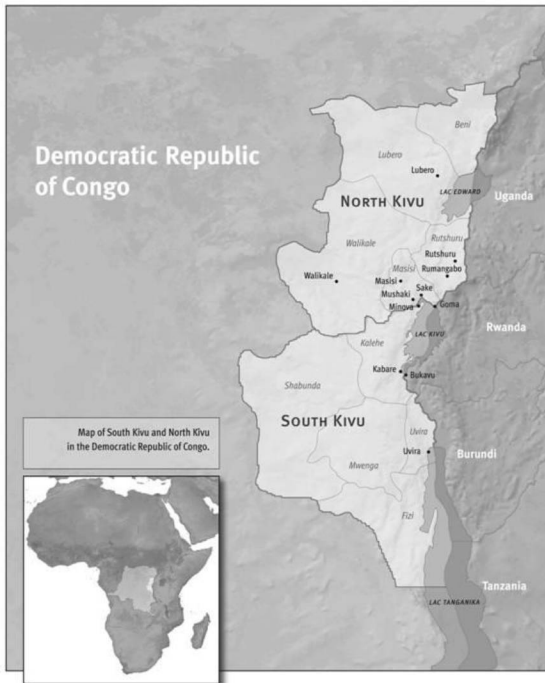 Democratic Republic
of Congo
Beni
Lubero
Lubero
LAC EDWARD
Uganda
NORTH KIVU
Walikale
Rutshuru
Rutshuru
Masisi
Rumangabo
Walikale
Masisi
Sake
Mushaki
Minova
Goma
Rwanda
LAC KIVU
Kalehe
Kabare
Bukavu
Shabunda
SOUTH KIVU
Uvira
Map of South Kivu and North Kivu
in the Democratic Republic of Congo.
Uvira
Burundi
Mwenga
Fizi
Tanzania
LAC TANGANIKA